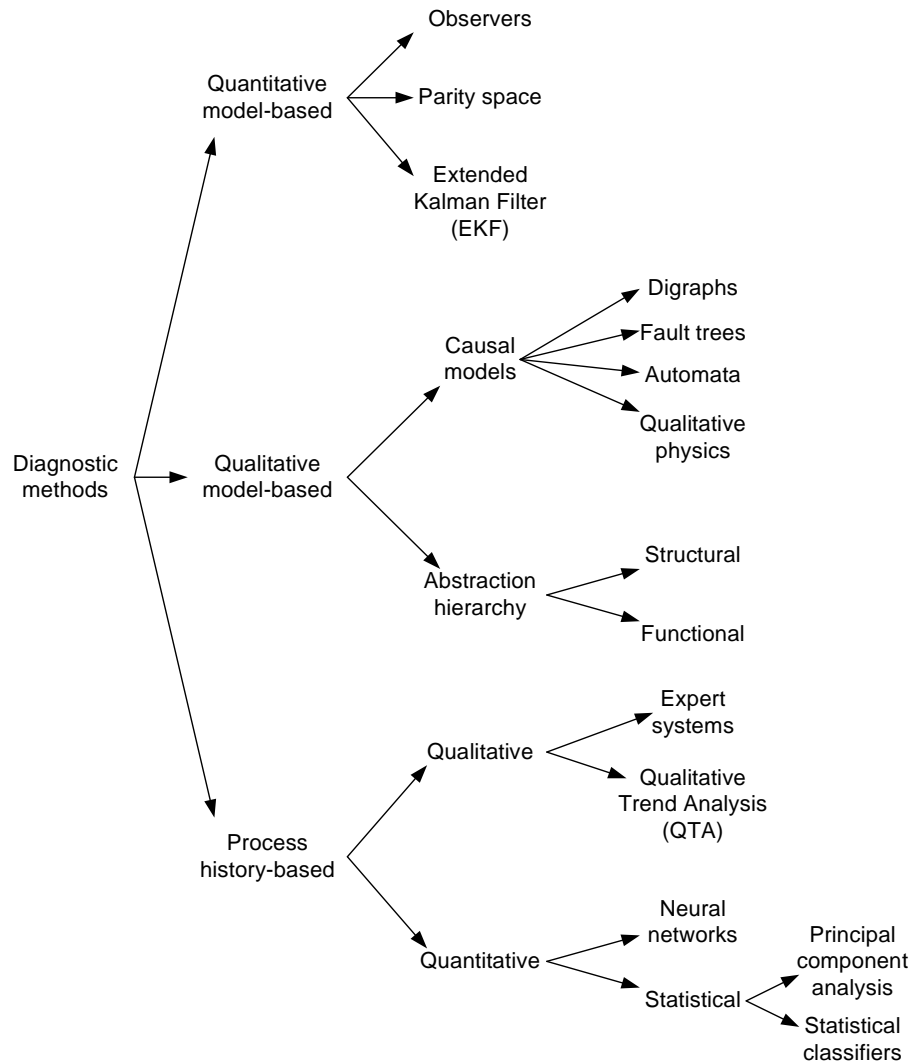 Observers
Quantitative
model-based
Parity space
Extended
Kalman Filter
(EKF)
Digraphs
Causal
models
Fault trees
Automata
Qualitative
physics
Diagnostic
methods
Qualitative
model-based
Abstraction
hierarchy
Structural
Functional
Expert
systems
Qualitative
Qualitative
Trend Analysis
(QTA)
Process
history-based
Neural
networks
Quantitative
Statistical
Principal
component
analysis
Statistical
classifiers